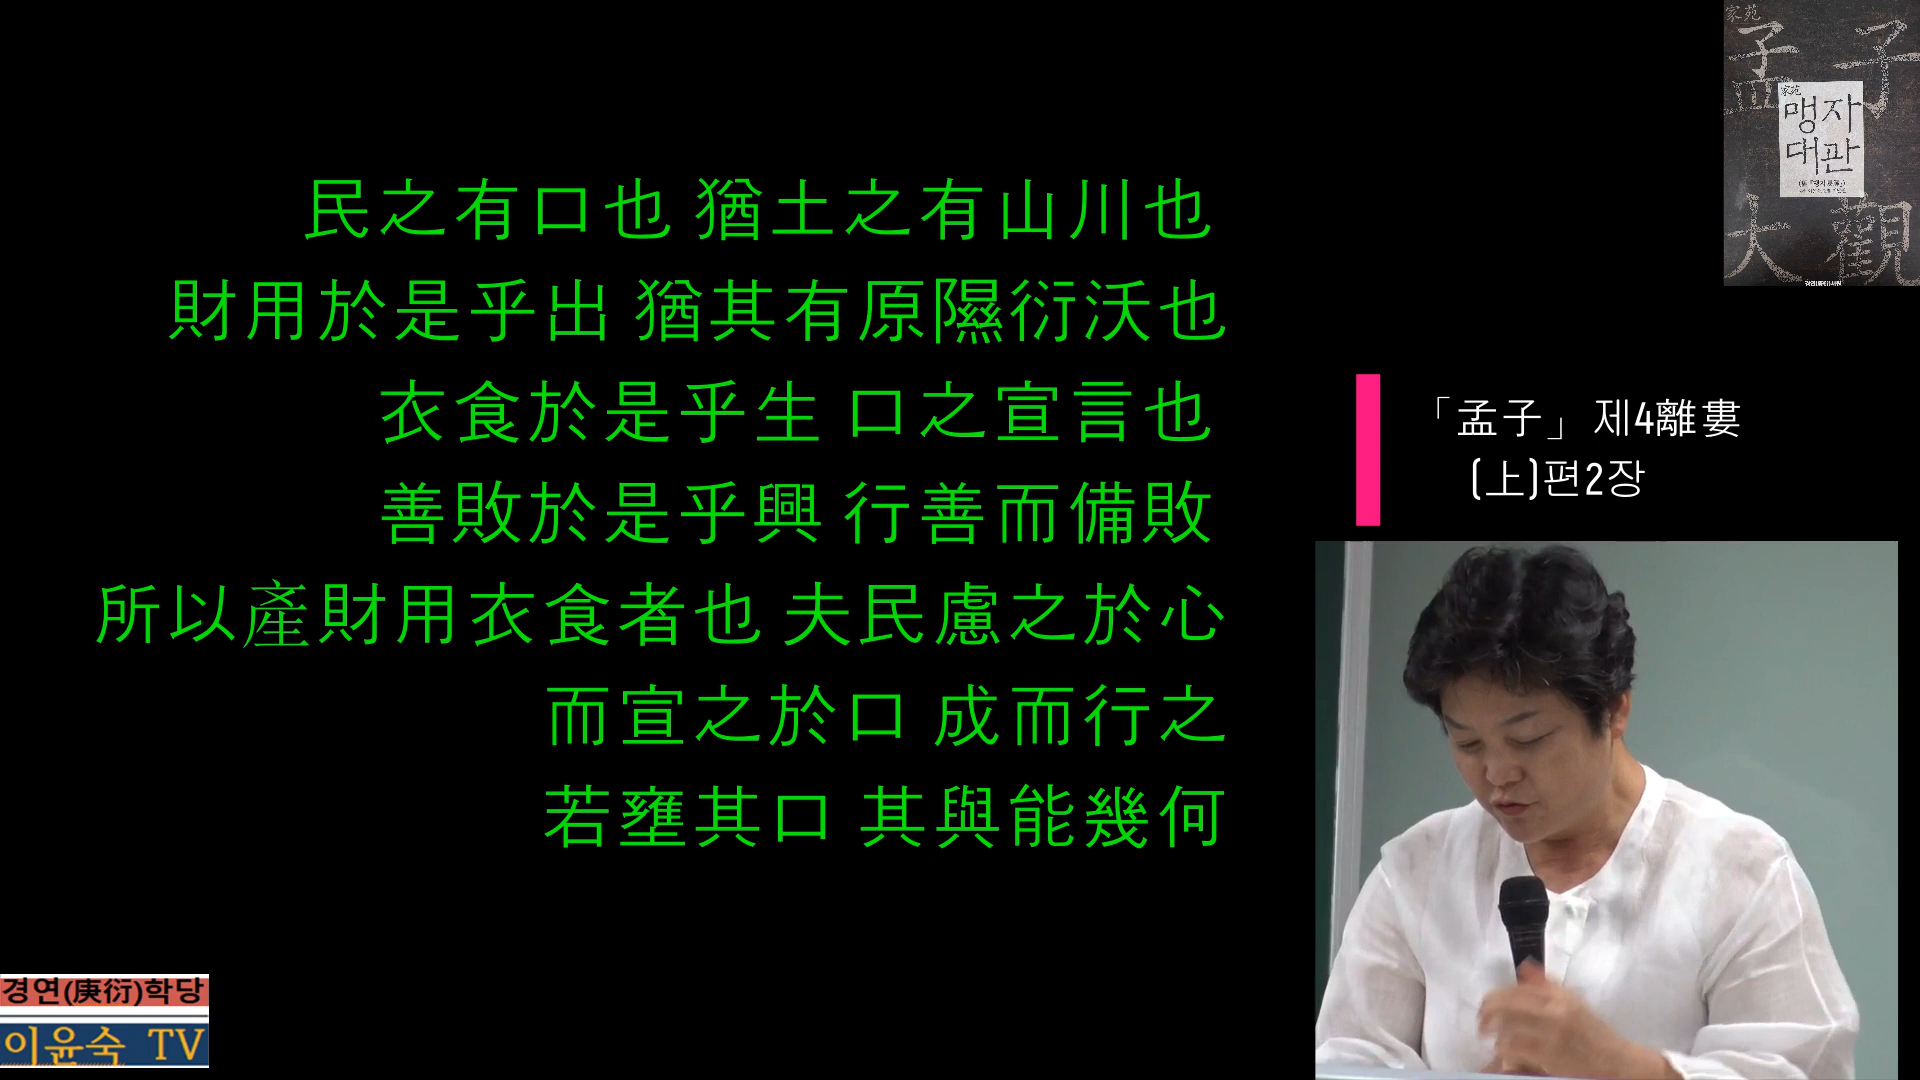 民之有口也 猶土之有山川也
財用於是乎出 猶其有原隰衍沃也
衣食於是乎生 口之宣言也
善敗於是乎興 行善而備敗
所以產財用衣食者也 夫民慮之於心
而宣之於口 成而行之
若壅其口 其與能幾何
「孟子」 제4離婁
(上)편2장
家苑
孟子
家苑
맹자
대관
大觀
경연(庚衍)학당
이윤숙 TV